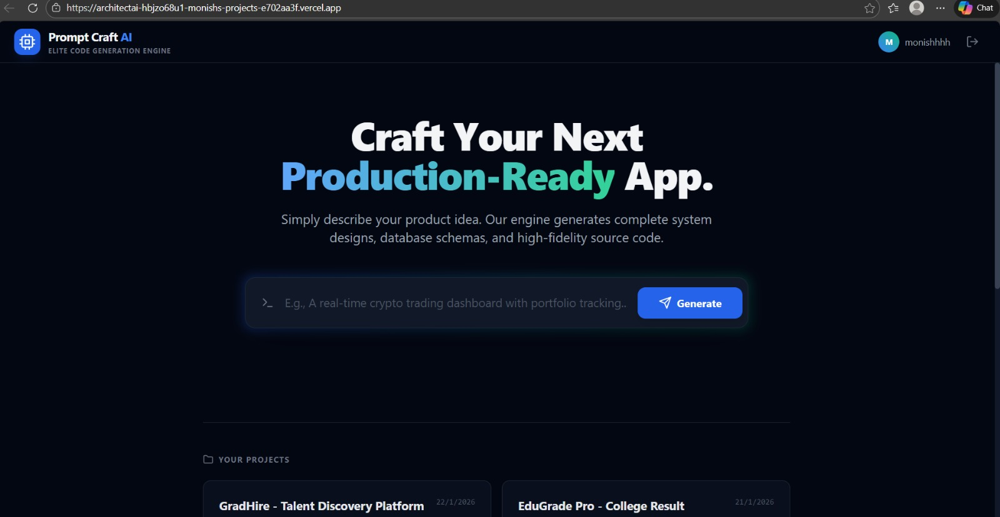 https://architectai-hbjzo68u1-monishs-projects-e702aa3f.vercel.app
Chat
Prompt Craft AI
ELITE CODE GENERATION ENGINE
M
monishhhh
Craft Your Next
Production-Ready App.
Simply describe your product idea. Our engine generates complete system
designs, database schemas, and high-fidelity source code.
E.g., A real-time crypto trading dashboard with portfolio tracking..
Generate
YOUR PROJECTS
GradHire - Talent Discovery Platform
22/1/2026
EduGrade Pro - College Result
21/1/2026